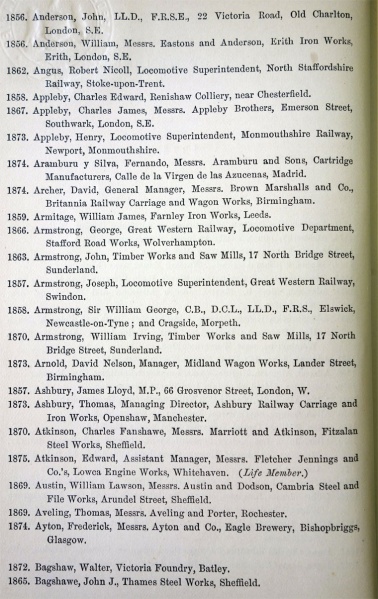 1856. Anderson, John, LL.D., F.R.S.E., 22 Victoria Road, Old Charlton,
London, S.E.
1856. Anderson, William, Messrs. Eastons and Anderson, Erith Iron Works,
Erith, London, S.E.
1862. Angus, Robert Nicoll, Locomotive Superintendent, North Staffordshire
Railway, Stoke-upon-Trent.
1858. Appleby, Charles Edward, Renishaw Colliery, near Chesterfield.
1867. Appleby, Charles James, Messrs. Appleby Brothers, Emerson Street,
Southwark, London, S.E.
1873. Appleby, Henry, Locomotive Superintendent, Monmouthshire Railway,
Newport, Monmouthshire.
1874. Aramburu y Silva, Fernando, Messrs. Aramburu and Sons, Cartridge
Manufacturers, Calle de la Virgen de las Azucenas, Madrid.
1874. Archer, David, General Manager, Messrs. Brown Marshalls and Co.,
Britannia Railway Carriage and Wagon Works, Birmingham.
1859. Armitage, William James, Farnley Iron Works, Leeds.
1866. Armstrong, George, Great Western Railway, Locomotive Department,
Stafford Road Works, Wolverhampton.
1863. Armstrong, John, Timber Works and Saw Mills, 17 North Bridge Street,
Sunderland.
1857. Armstrong, Joseph, Locomotive Superintendent, Great Western Railway,
Swindon.
1858. Armstrong, Sir William George, C.B., D.C.L., LL.D., F.R.S., Elswick,
Newcastle-on-Tyne ; and Cragside, Morpeth.
1870. Armstrong, William Irving, Timber Works and Saw Mills, 17 North
Bridge Street, Sunderland.
1873. Arnold, David Nelson, Manager, Midland Wagon Works, Lander Street,
Birmingham.
1857. Ashbury, James Lloyd, M.P., 66 Grosvenor Street, London, W.
1873. Ashbury, Thomas, Managing Director, Ashbury Railway Carriage and
Iron Works, Openshaw, Manchester.
1870. Atkinson, Charles Fanshawe, Messrs. Marriott and Atkinson, Fitzalan
Steel Works, Sheffield.
1875. Atkinson, Edward, Assistant Manager, Messrs. Fletcher Jennings and
Co.'s, Lowca Engine Works, Whitehaven. (Life Member.)
1869. Austin, William Lawson, Messrs. Austin and Dodson, Cambria Steel and
File Works, Arundel Street, Sheffield.
1869. Aveling, Thomas, Messrs. Aveling and Porter, Rochester.
1874. Ayton, Frederick, Messrs. Ayton and Co., Eagle Brewery, Bishopbriggs,
Glasgow.
1872. Bagshaw, Walter, Victoria Foundry, Batley.
1865. Bagshawe, John J., Thames Steel Works, Sheffield.